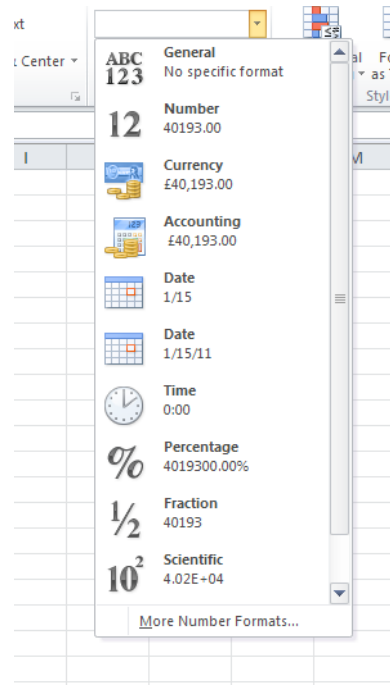 xt
Center
al
Fo
as
Styl
I
M
ABC
123
General
No specific format
12
Number
40193.00
Currency
£40,193.00
Accounting
£40,193.00
Date
1/15
Date
1/15/11
Time
0:00
%
Percentage
4019300.00%
1/2
Fraction
40193
10²
Scientific
4.02E+04
More Number Formats...